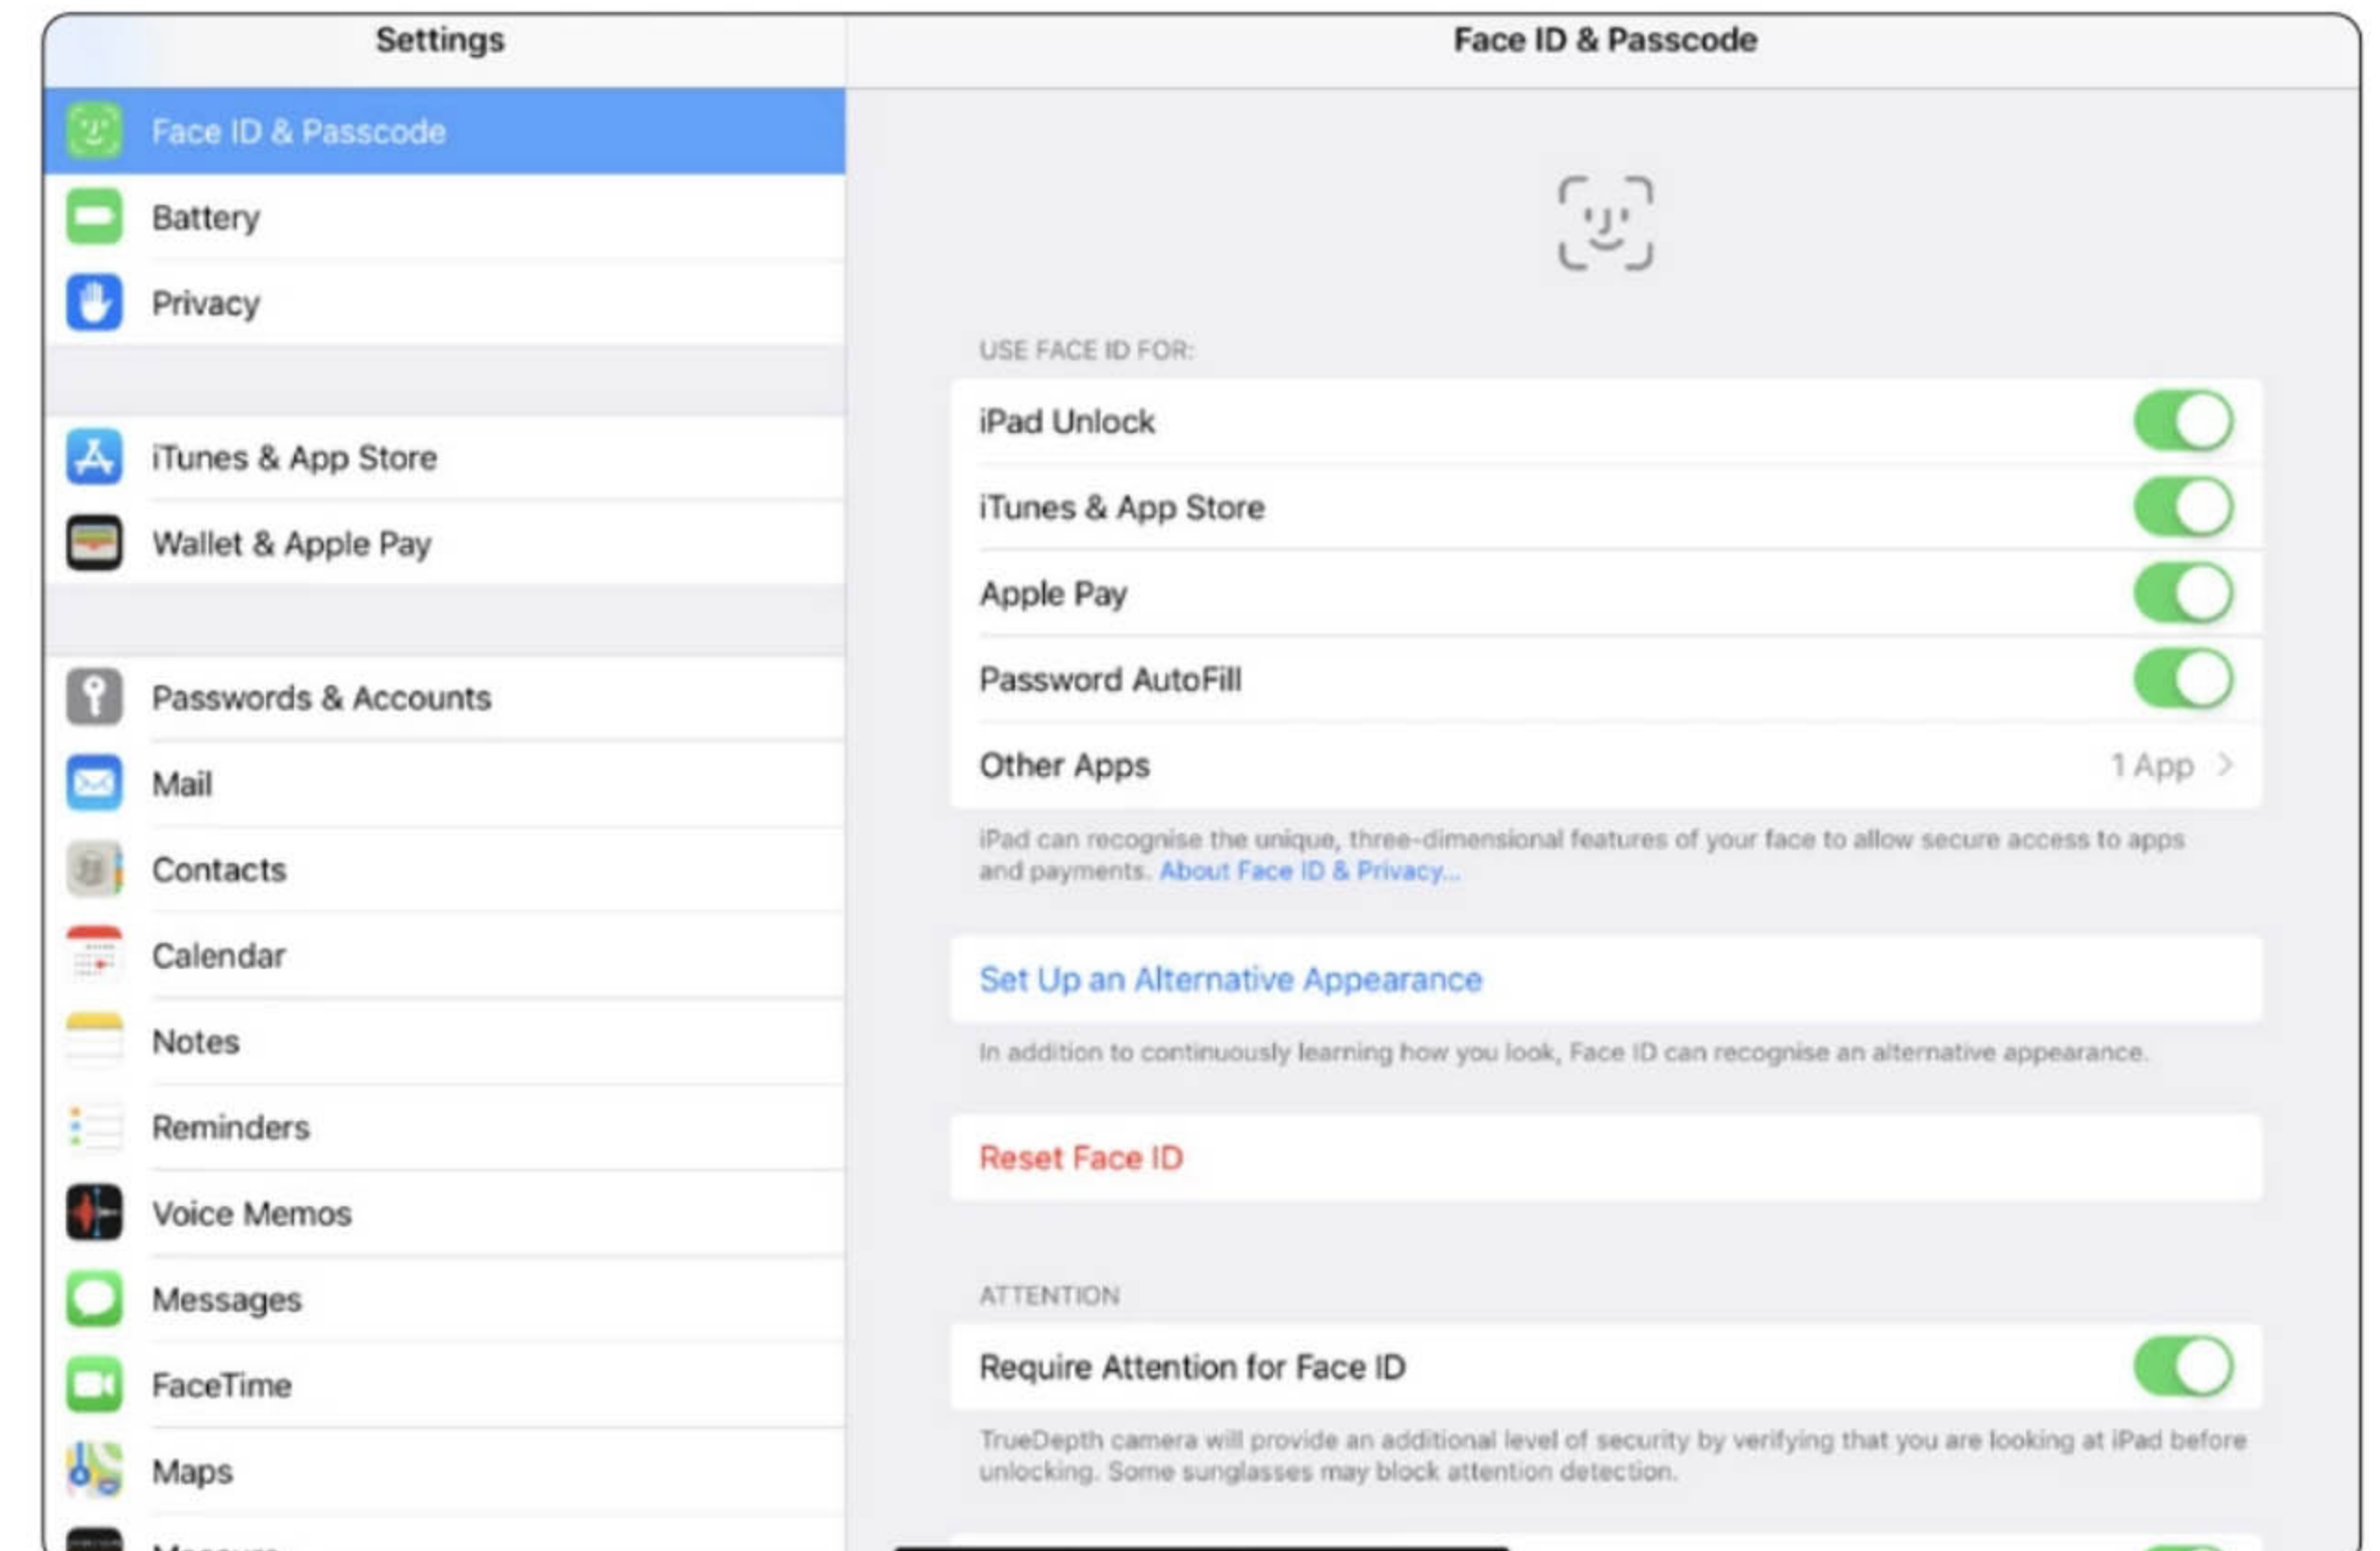 Settings
Face ID & Passcode
Battery
Privacy
iTunes & App Store
Wallet & Apple Pay
Passwords & Accounts
Mail
Contacts
Calendar
Notes
Reminders
Voice Memos
Messages
FaceTime
Maps
Face ID & Passcode
USE FACE ID FOR:
iPad Unlock
iTunes & App Store
Apple Pay
Password AutoFill
Other Apps 1 App
iPad can recognise the unique, three-dimensional features of your face to allow secure access to apps
and payments. About Face ID & Privacy...
Set Up an Alternative Appearance
In addition to continuously learning how you look, Face ID can recognise an alternative appearance.
Reset Face ID
ATTENTION
Require Attention for Face ID
TrueDepth camera will provide an additional level of security by verifying that you are looking at iPad before
unlocking. Some sunglasses may block attention detection.